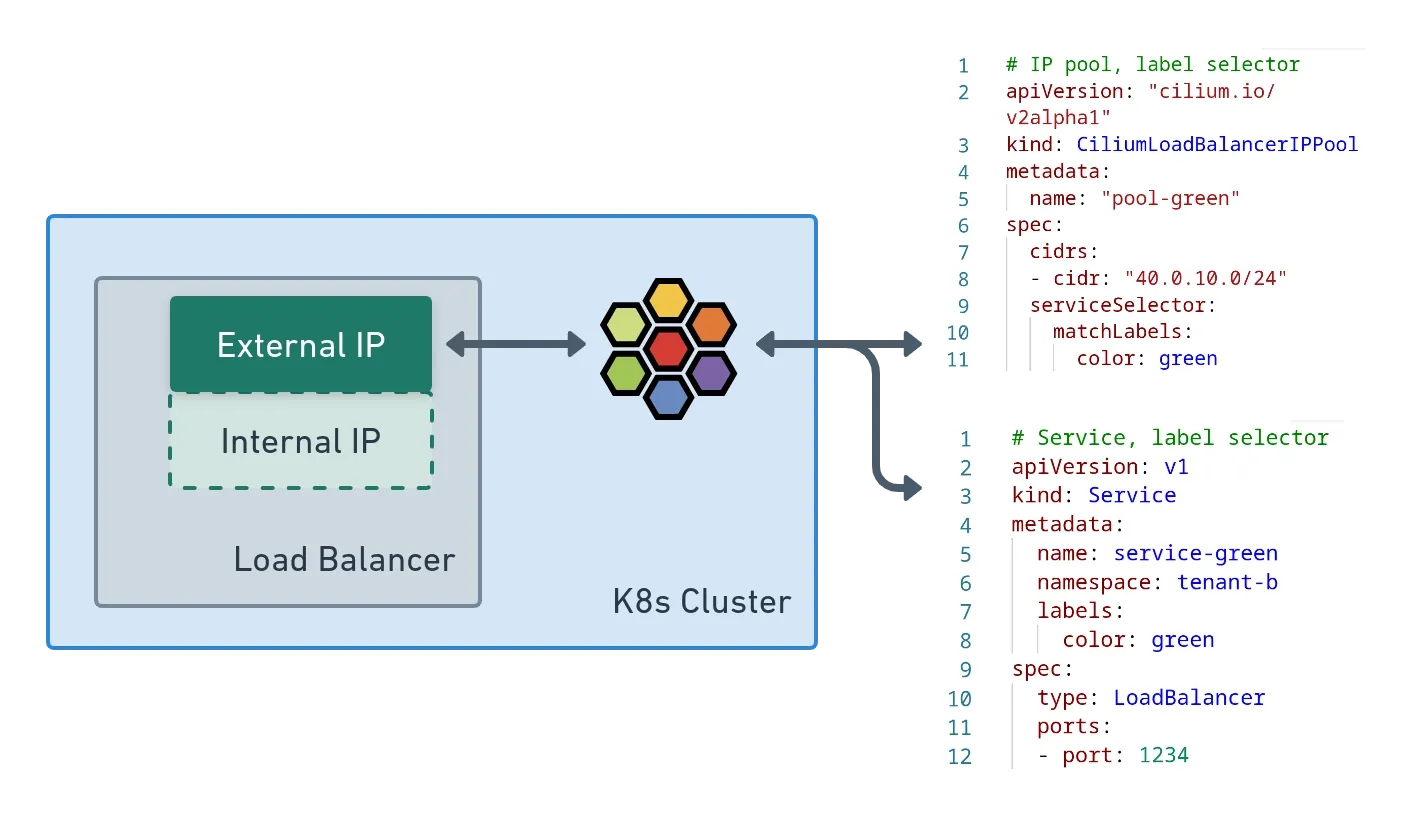 External IP
Internal IP
Load Balancer
K8s Cluster
1 # IP pool, label selector
2 apiVersion: "cilium.io/
v2alpha1"
3 kind: CiliumLoadBalancerIPPool
4 metadata:
5 name: "pool-green"
6 spec:
7 cidrs:
8 - cidr: "40.0.10.0/24"
9 serviceSelector:
10 matchLabels:
11 color: green
1 # Service, label selector
2 apiVersion: v1
3 kind: Service
4 metadata:
5 name: service-green
6 namespace: tenant-b
7 labels:
8 color: green
9 spec:
10 type: LoadBalancer
11 ports:
12 - port: 1234